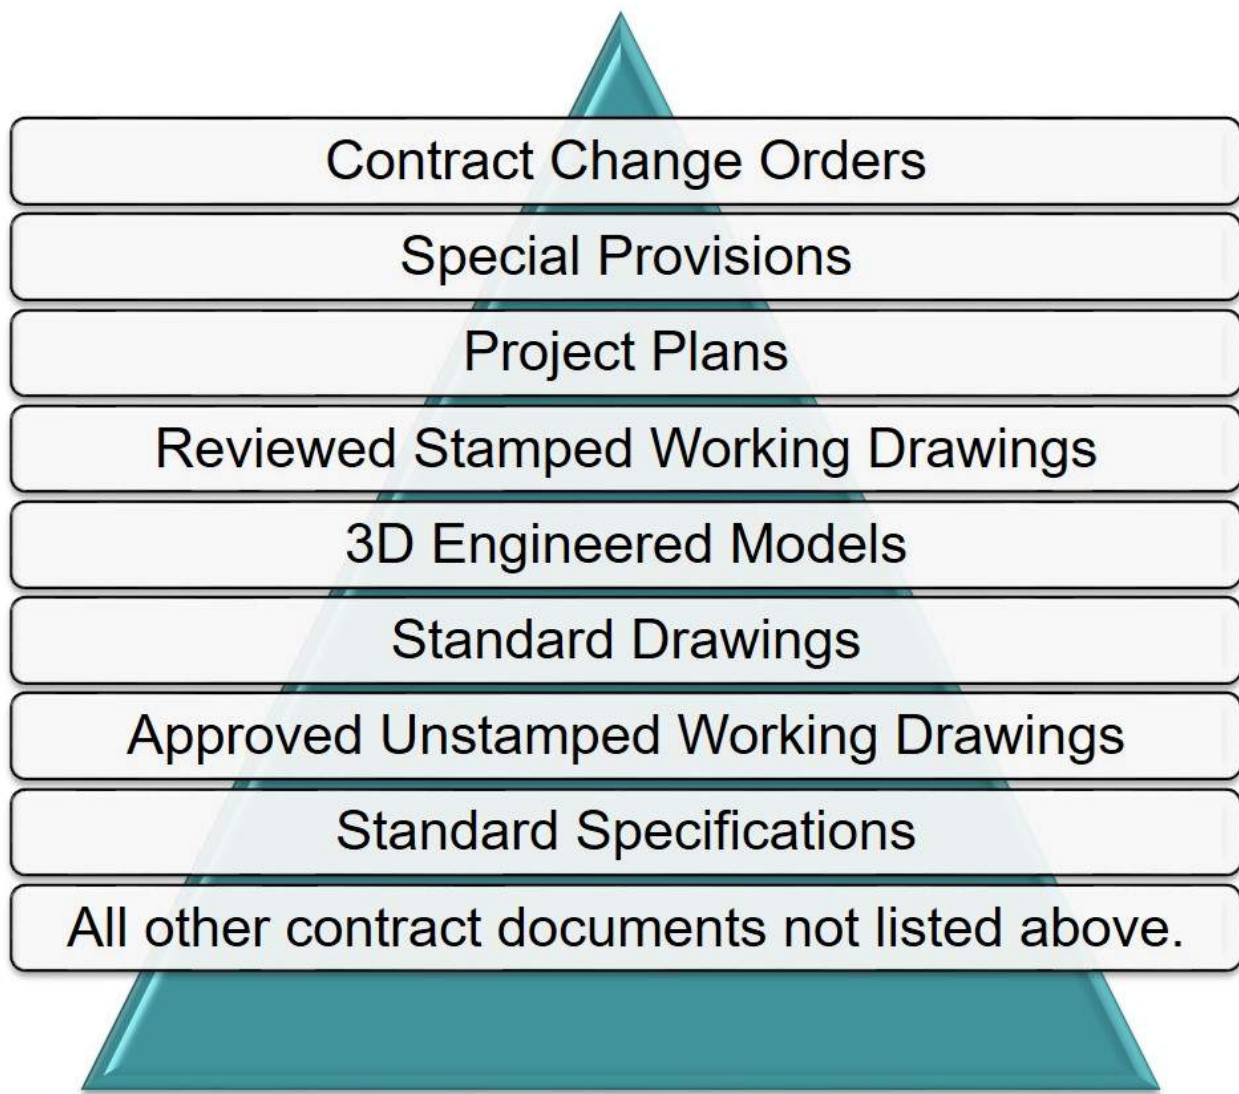 Contract Change Orders
Special Provisions
Project Plans
Reviewed Stamped Working Drawings
3D Engineered Models
Standard Drawings
Approved Unstamped Working Drawings
Standard Specifications
All other contract documents not listed above.